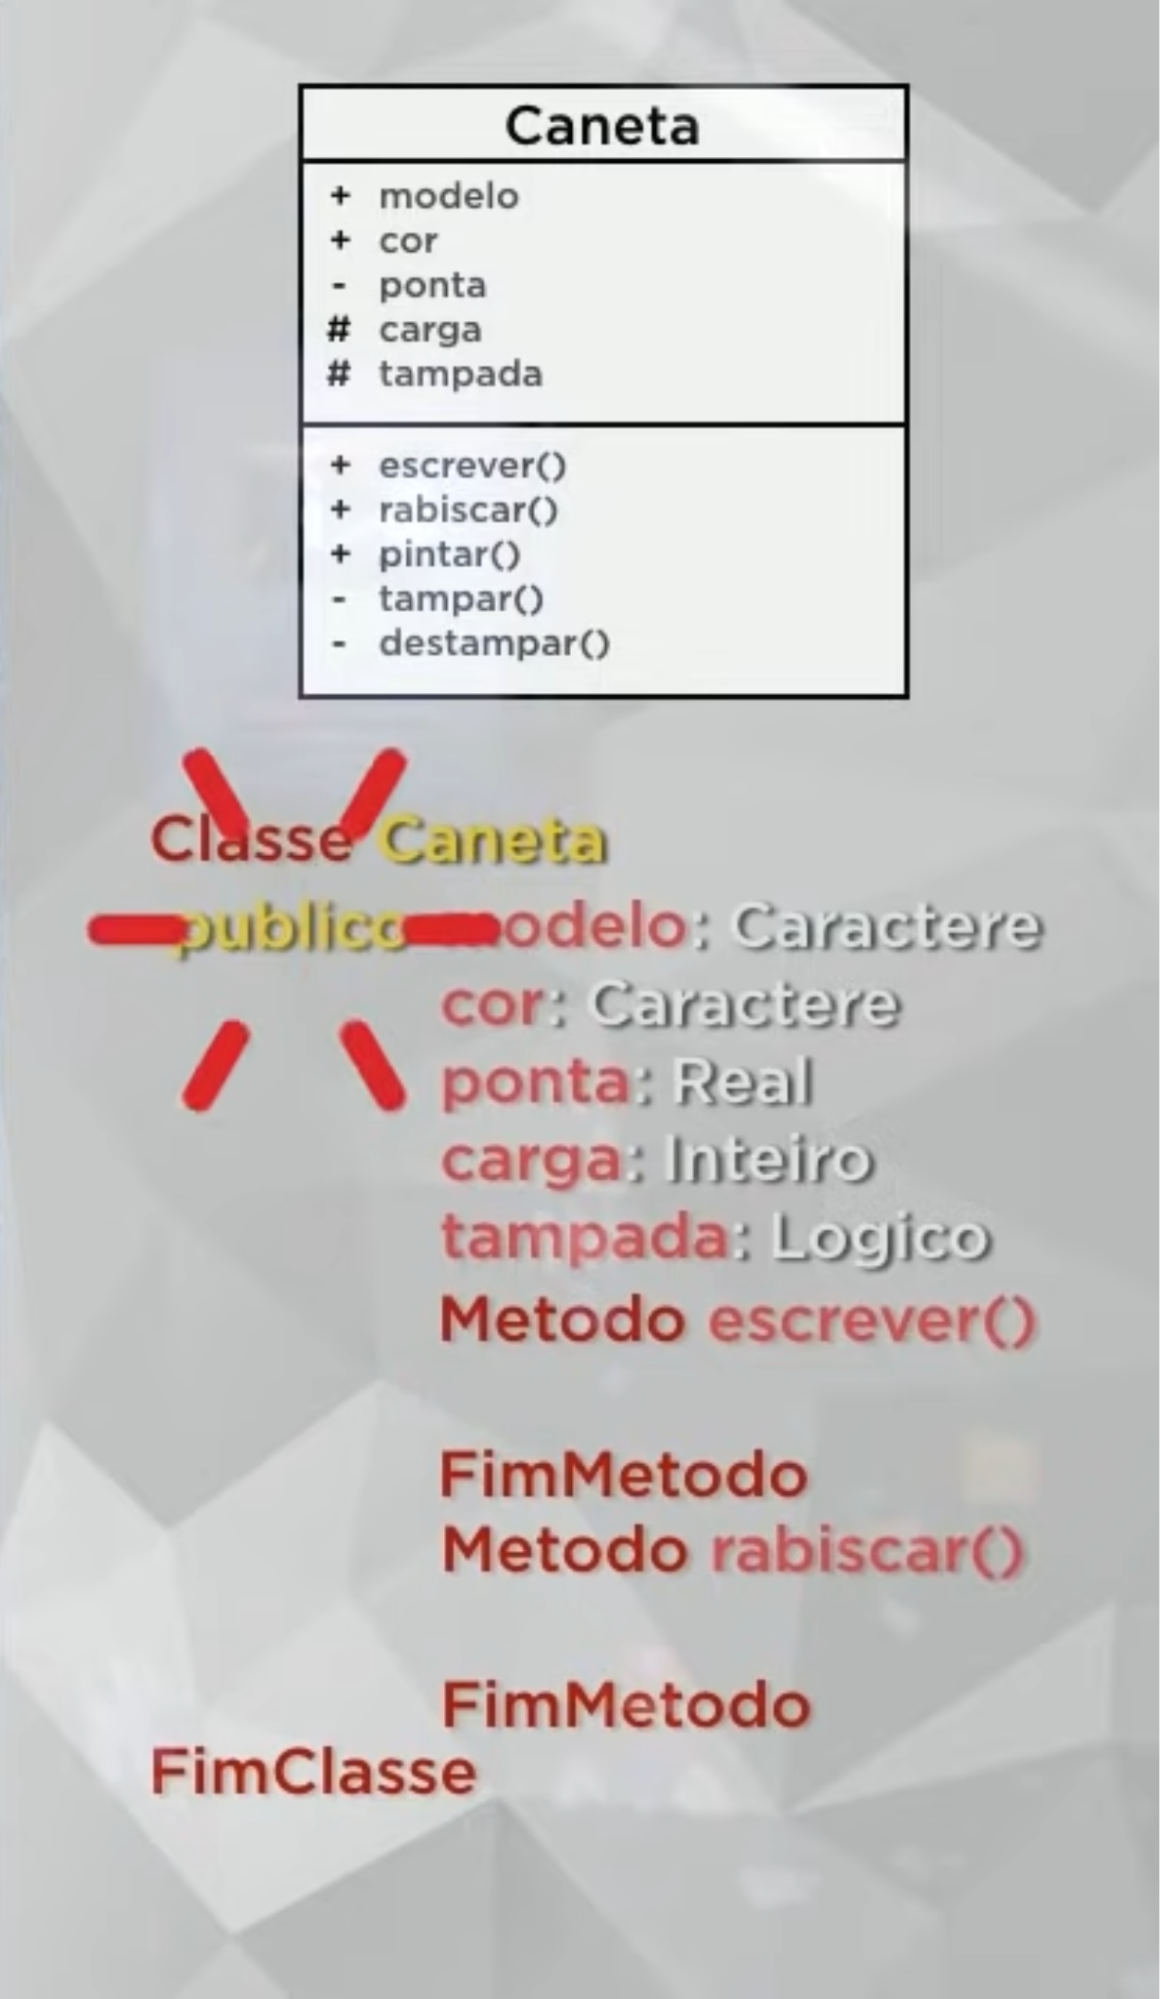 Caneta
+ modelo
+ cor
- ponta
# carga
# tampada
+ escrever()
+ rabiscar()
+ pintar()
- tampar()
- destampar()
Classe Caneta
publico modelo: Caractere
cor: Caractere
ponta: Real
carga: Inteiro
tampada: Logico
Metodo escrever()
FimMetodo
Metodo rabiscar()
FimMetodo
FimClasse